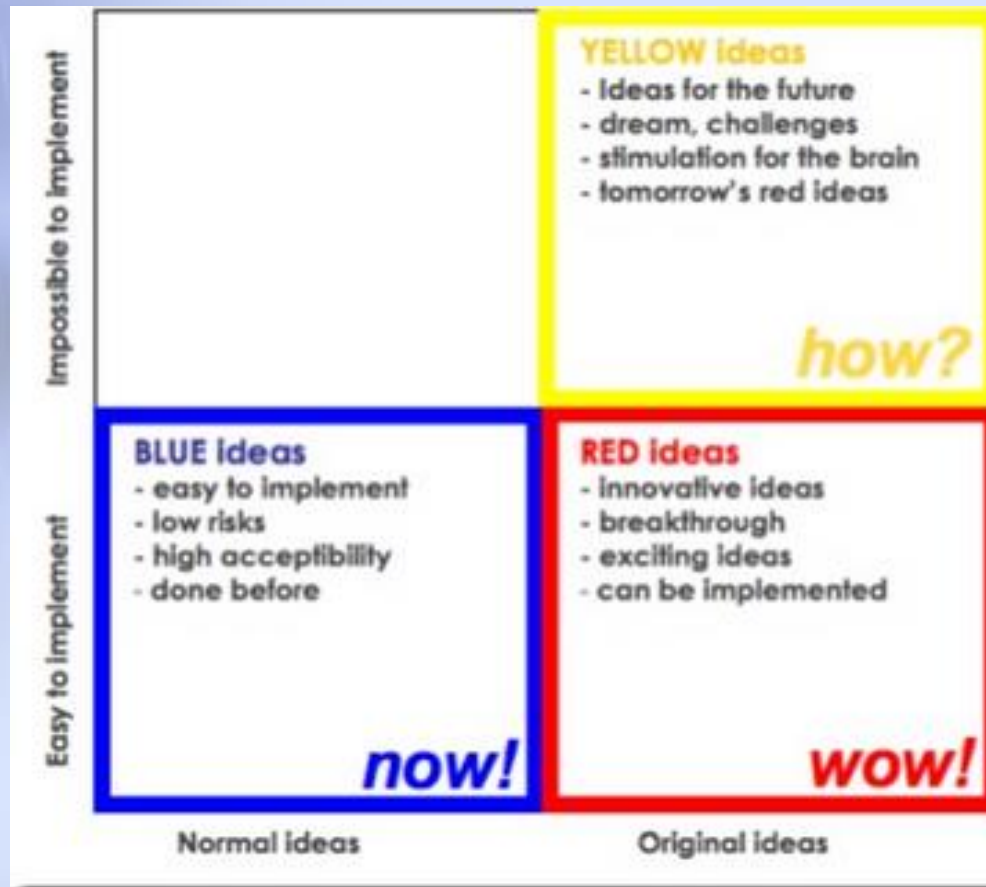 Impossible to implement
YELLOW ideas
- Ideas for the future
- dream, challenges
- stimulation for the brain
- tomorrow's red ideas
how?
Easy to implement
BLUE ideas
- easy to implement
- low risks
- high acceptibility
- done before
now!
RED ideas
- innovative ideas
- breakthrough
- exciting ideas
- can be implemented
wow!
Normal ideas
Original ideas